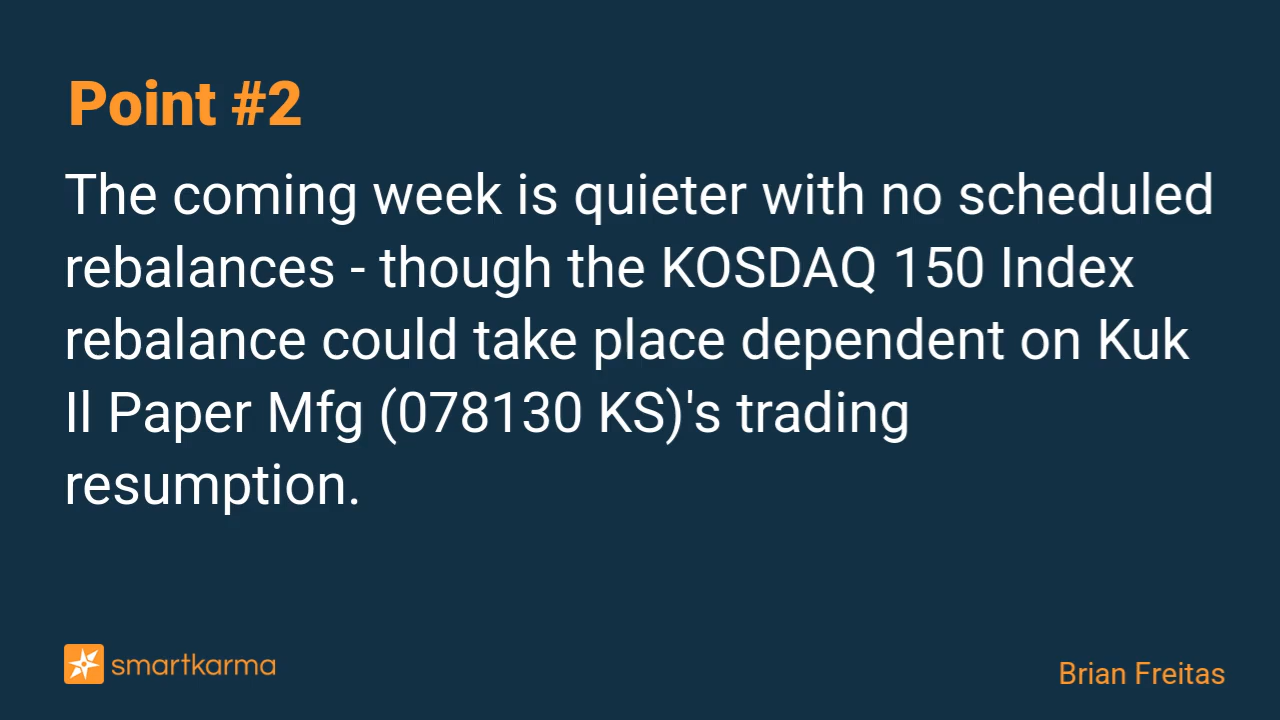 Point #2
The coming week is quieter with no scheduled
rebalances - though the KOSDAQ 150 Index
rebalance could take place dependent on Kuk
Il Paper Mfg (078130 KS)'s trading
resumption.
smartkarma
Brian Freitas